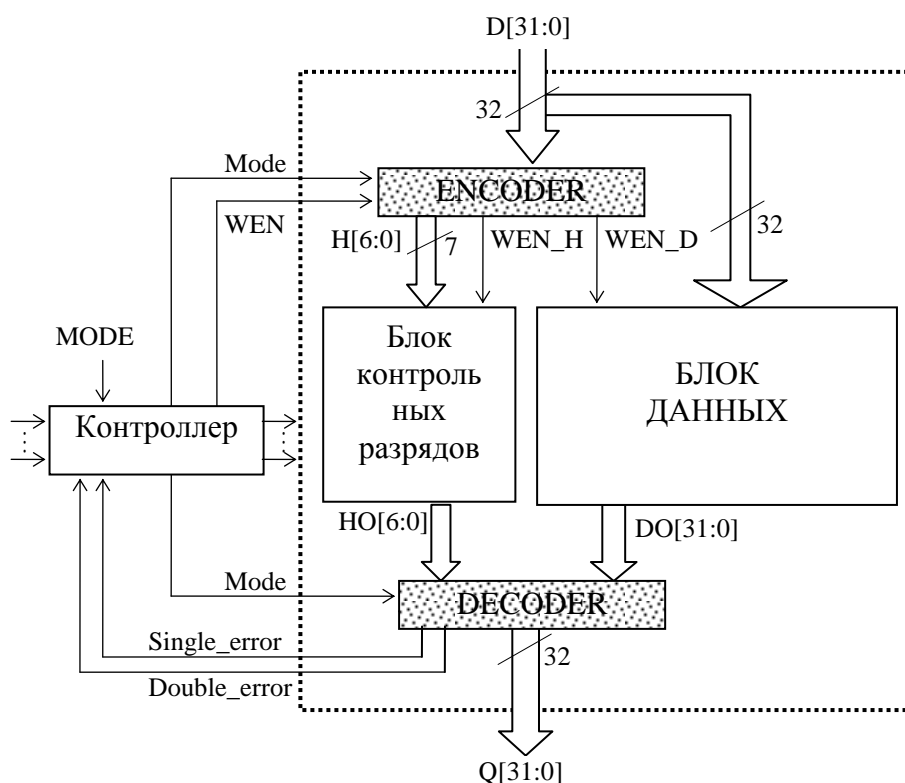 D[31:0]
32
Mode
ENCODER
WEN
32
H[6:0]
7
WEN_H
WEN_D
MODE
Контроллер
Блок
контроль
ных
разрядов
БЛОК
ДАННЫХ
HO[6:0]
DO[31:0]
Mode
DECODER
Single_error
32
Double_error
Q[31:0]